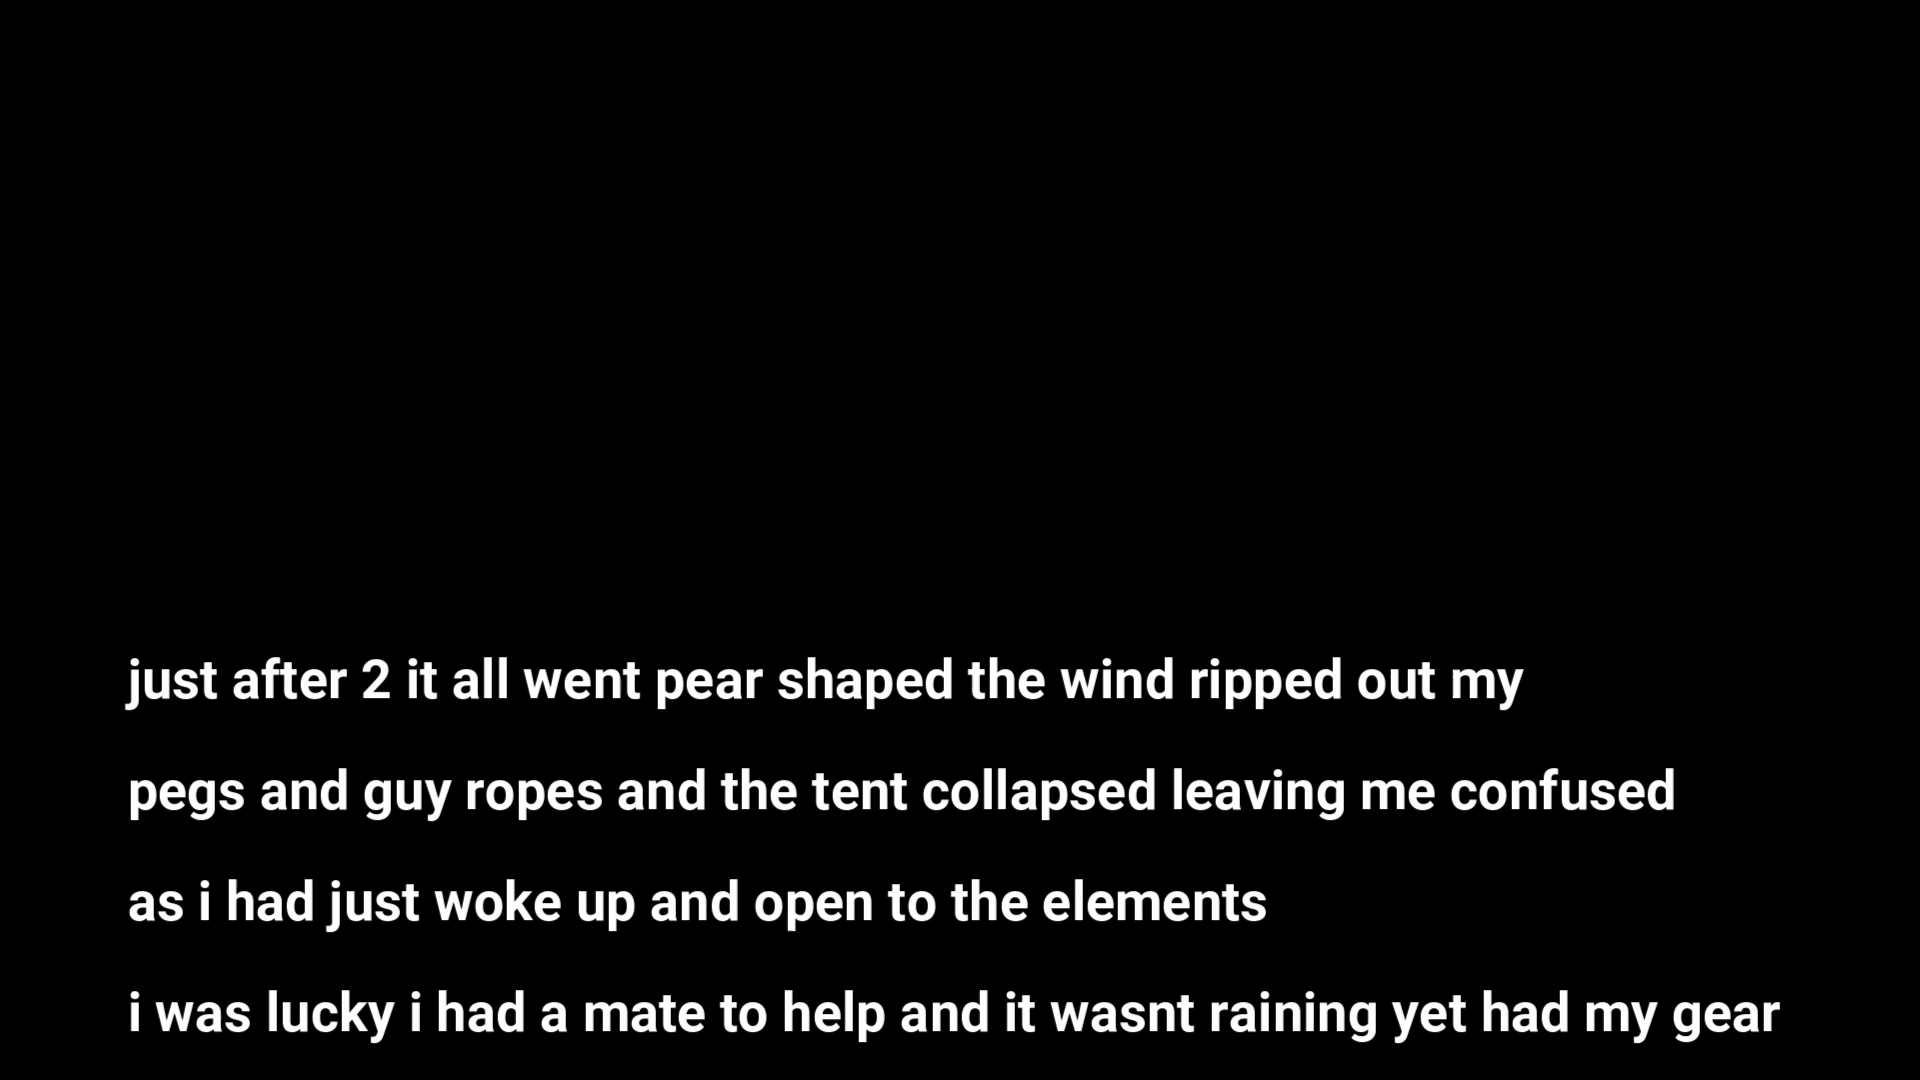 just after 2 it all went pear shaped the wind ripped out my
pegs and guy ropes and the tent collapsed leaving me confused
as i had just woke up and open to the elements
i was lucky i had a mate to help and it wasnt raining yet had my gear